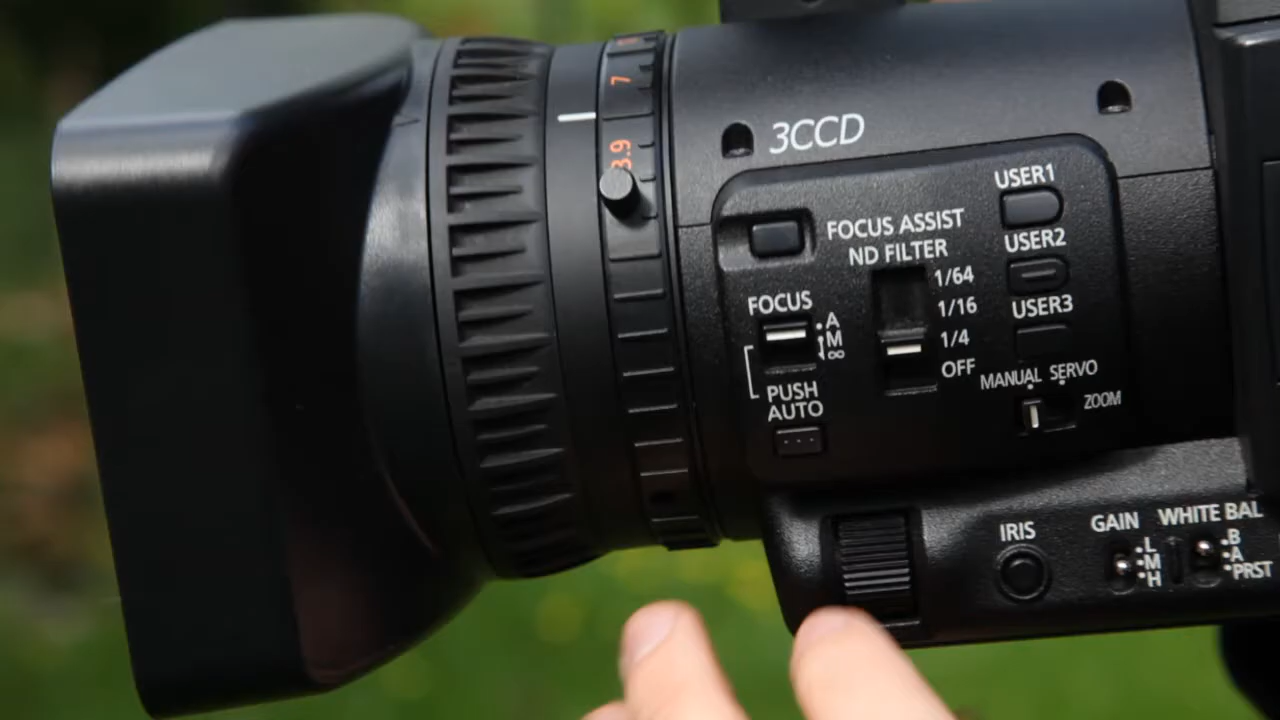 7
3.9
3CCD
USER1
FOCUS ASSIST
USER2
ND FILTER
1/64
FOCUS
1/16
USER3
A
M
∞
1/4
OFF
MANUAL SERVO
ZOOM
PUSH
AUTO
IRIS
GAIN
L
M
H
WHITE BAL
B
A
PRST